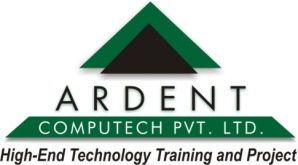 ARDENT
COMPUTECH PVT. LTD.
High-End Technology Training and Project